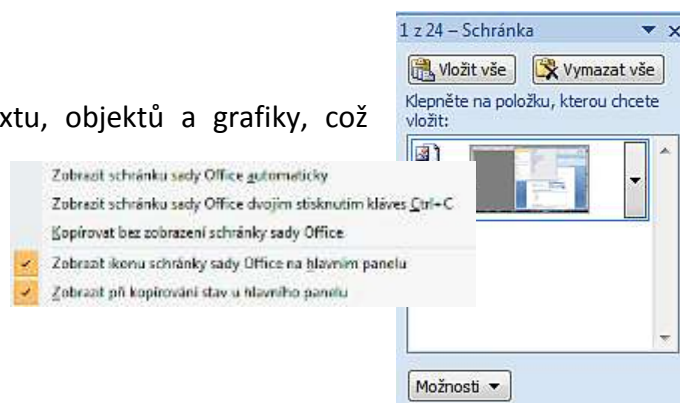 1 z 24 – Schránka
Vložit vše Vymazat vše
Klepněte na položku, kterou chcete
vložit:
xtu, objektů a grafiky, což
Zobrazit schránku sady Office automaticky
Zobrazit schránku sady Office dvojím stisknutím kláves Ctrl+C
Kopírovat bez zobrazení schránky sady Office
Zobrazit ikonu schránky sady Office na hlavním panelu
Zobrazit při kopírování stav u hlavního panelu
Možnosti